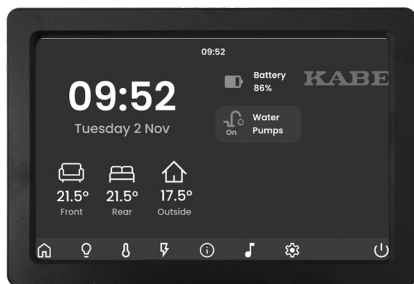 09:52
Battery
86%
KABE
09:52
Tuesday 2 Nov
On
Water
Pumps
21.5°
21.5°
17.5°
Front
Rear
Outside